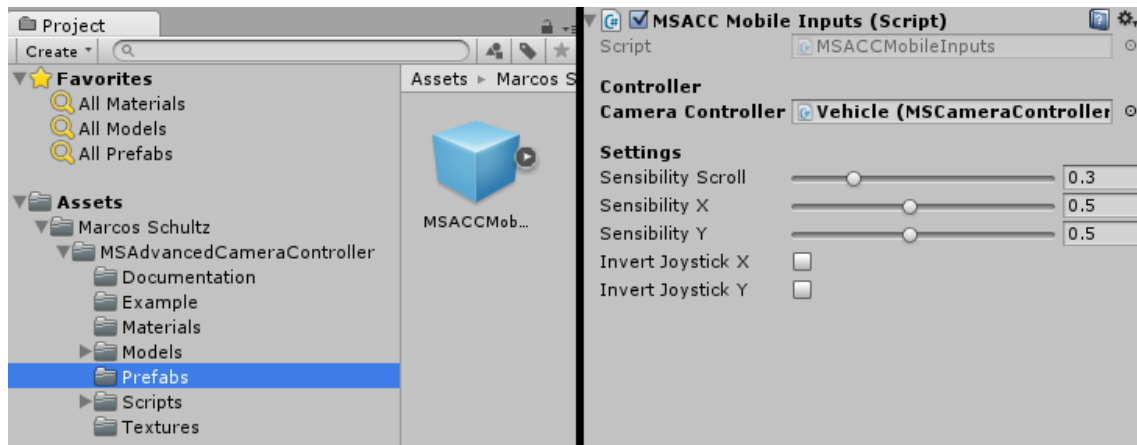 Project
Create
Favorites
All Materials
All Models
All Prefabs
Assets
Marcos Schultz
MSAdvancedCameraController
Documentation
Example
Materials
Models
Prefabs
Scripts
Textures
Assets ▸ Marcos S
MSACCMob...
MSACC Mobile Inputs (Script)
Script MSACCMobileInputs
Controller
Camera Controller Vehicle (MSCameraController
Settings
Sensibility Scroll 0.3
Sensibility X 0.5
Sensibility Y 0.5
Invert Joystick X
Invert Joystick Y